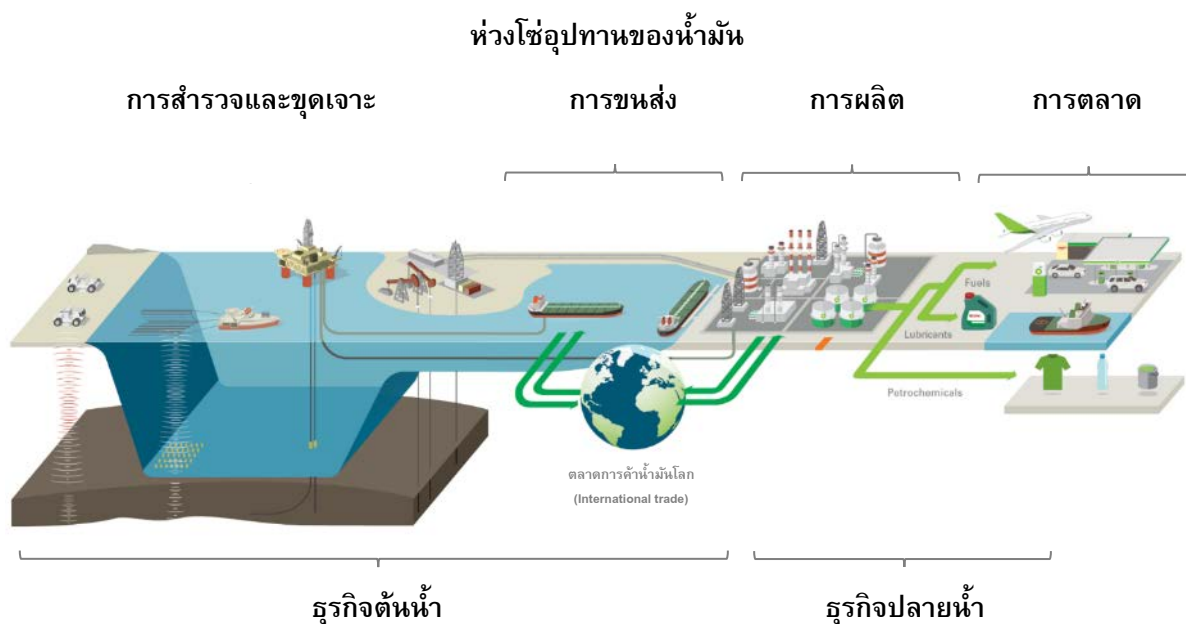 ห่วงโซ่อุปทานของน้ำมัน
การสำรวจและขุดเจาะ
การขนส่ง
การผลิต
การตลาด
Fuels
Lubricants
Petrochemicals
ตลาดการค้าน้ำมันโลก
(International trade)
ธุรกิจต้นน้ำ
ธุรกิจปลายน้ำ